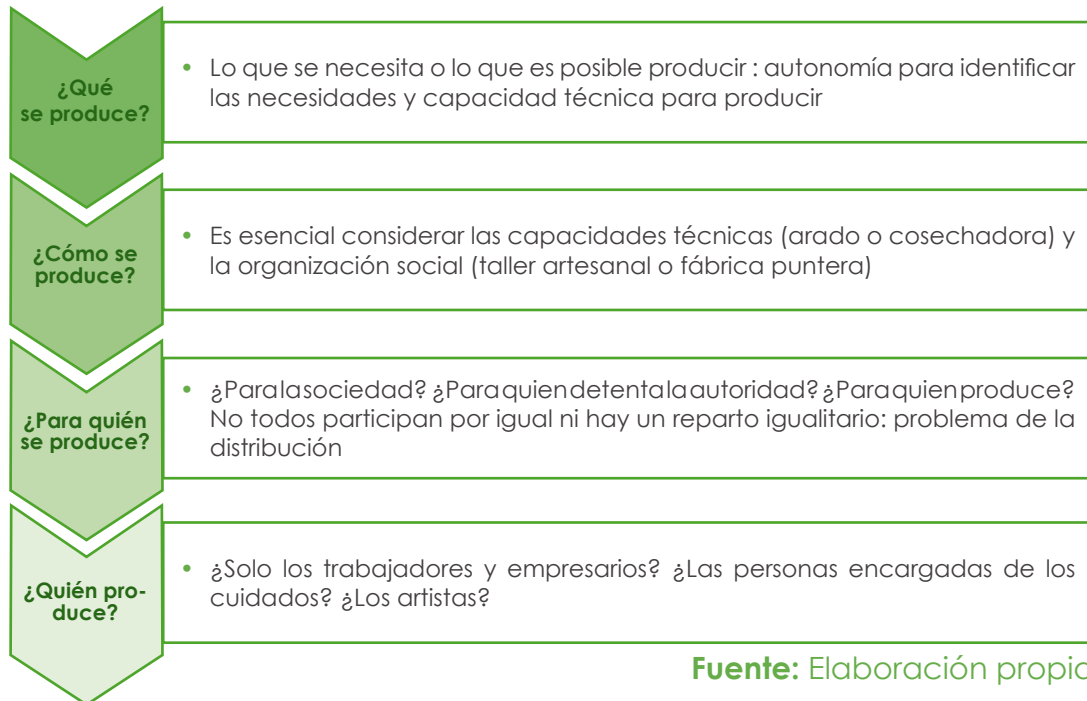 ¿Qué
se produce?
• Lo que se necesita o lo que es posible producir : autonomía para identificar
las necesidades y capacidad técnica para producir
¿Cómo se
produce?
• Es esencial considerar las capacidades técnicas (arado o cosechadora) y
la organización social (taller artesanal o fábrica puntera)
¿Para quién
se produce?
• ¿Para la sociedad? ¿Para quien detenta la autoridad? ¿Para quien produce?
No todos participan por igual ni hay un reparto igualitario: problema de la
distribución
¿Quién pro-
duce?
• ¿Solo los trabajadores y empresarios? ¿Las personas encargadas de los
cuidados? ¿Los artistas?
Fuente: Elaboración propia